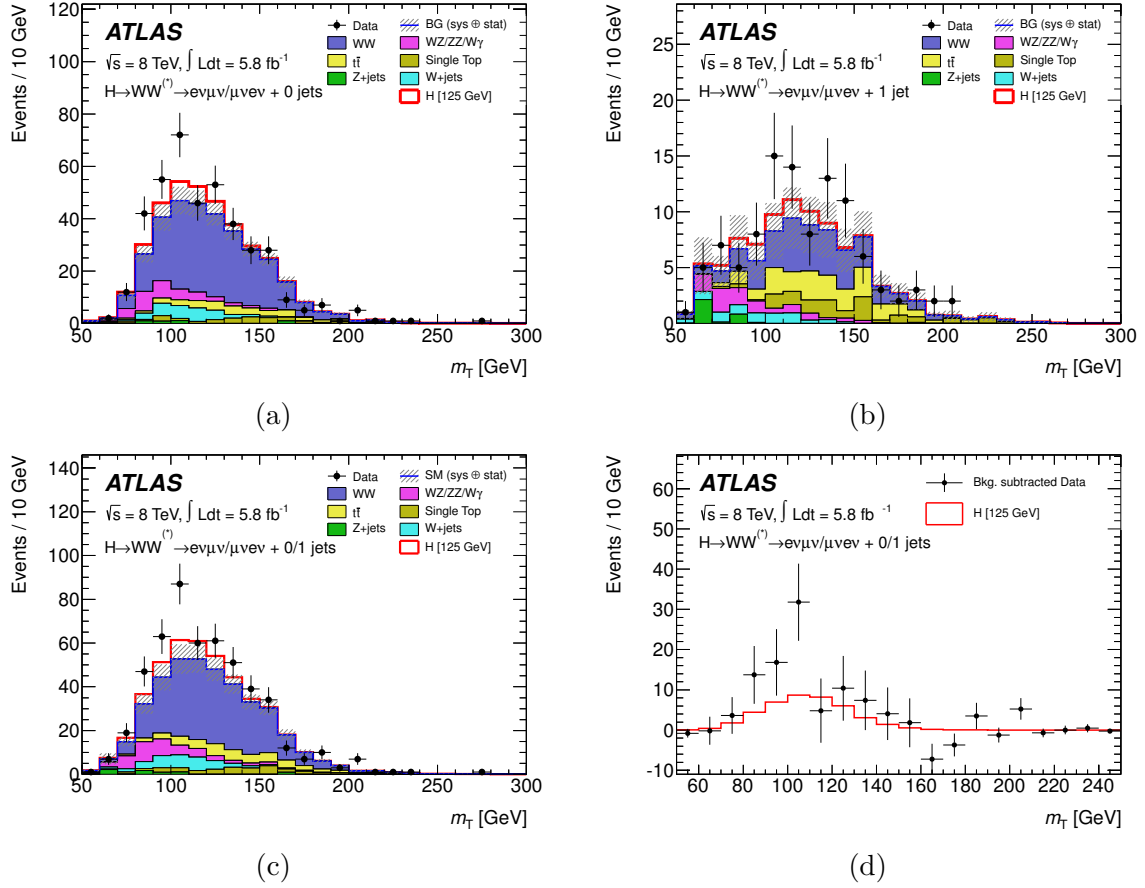 Events / 10 GeV
120
100
80
60
40
20
0
50 100 150 200 250 300
m_T [GeV]
ATLAS
√s = 8 TeV, ∫ Ldt = 5.8 fb⁻¹
H→WW(*)→eνμν/μνeν + 0 jets
Data
BG (sys ⊕ stat)
WW
WZ/ZZ/Wγ
tt̄
Single Top
Z+jets
W+jets
H [125 GeV]
(a)
Events / 10 GeV
25
20
15
10
5
0
50 100 150 200 250 300
m_T [GeV]
ATLAS
√s = 8 TeV, ∫ Ldt = 5.8 fb⁻¹
H→WW(*)→eνμν/μνeν + 1 jet
Data
BG (sys ⊕ stat)
WW
WZ/ZZ/Wγ
tt̄
Single Top
Z+jets
W+jets
H [125 GeV]
(b)
Events / 10 GeV
140
120
100
80
60
40
20
0
50 100 150 200 250 300
m_T [GeV]
ATLAS
√s = 8 TeV, ∫ Ldt = 5.8 fb⁻¹
H→WW(*)→eνμν/μνeν + 0/1 jets
Data
SM (sys ⊕ stat)
WW
WZ/ZZ/Wγ
tt̄
Single Top
Z+jets
W+jets
H [125 GeV]
(c)
Events / 10 GeV
60
50
40
30
20
10
0
-10
60 80 100 120 140 160 180 200 220 240
m_T [GeV]
ATLAS
√s = 8 TeV, ∫ Ldt = 5.8 fb ⁻¹
H→WW(*)→eνμν/μνeν + 0/1 jets
Bkg. subtracted Data
H [125 GeV]
(d)